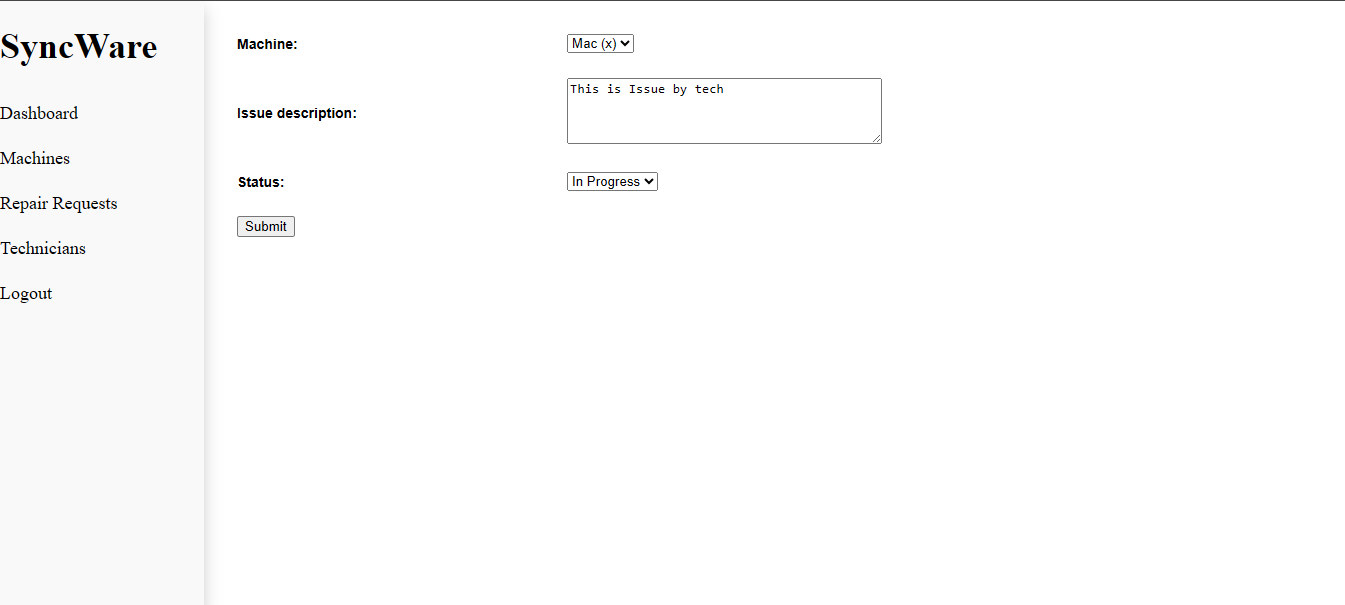 SyncWare
Dashboard
Machines
Repair Requests
Technicians
Logout
Machine:
Mac (x)
Issue description:
This is Issue by tech
Status:
In Progress
Submit